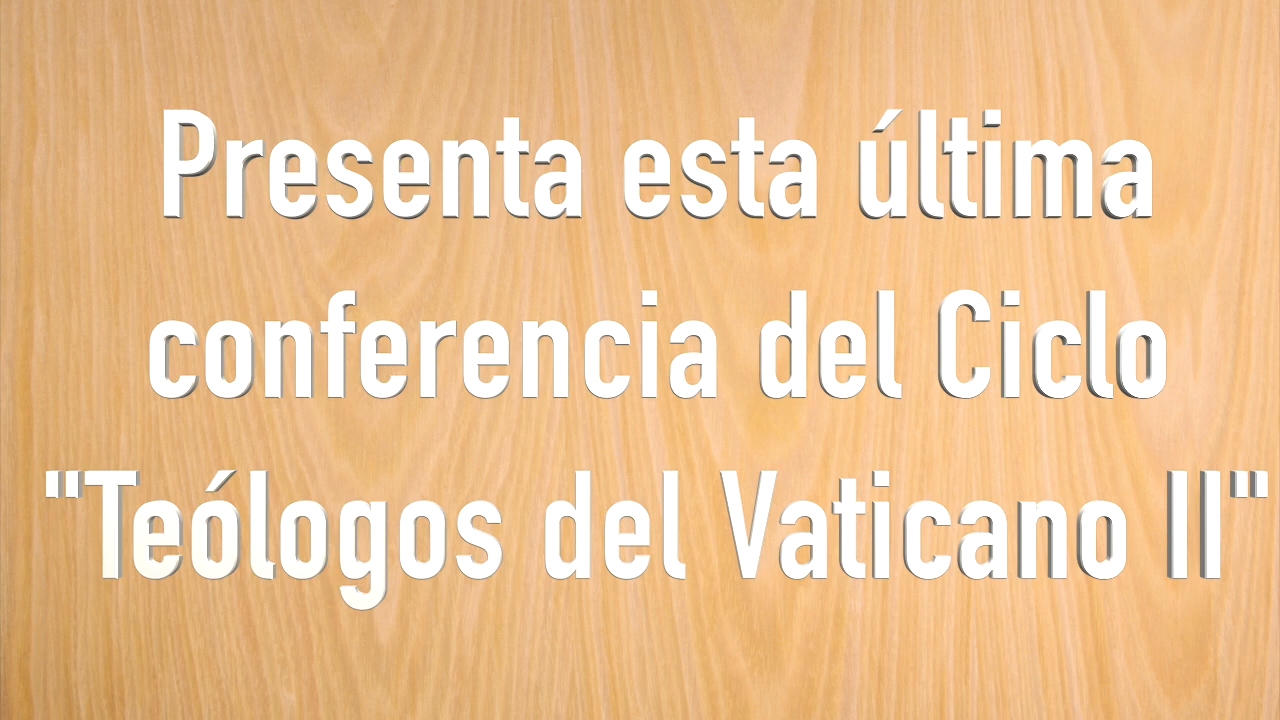 Presenta esta última
conferencia del Ciclo
"Teólogos del Vaticano II"